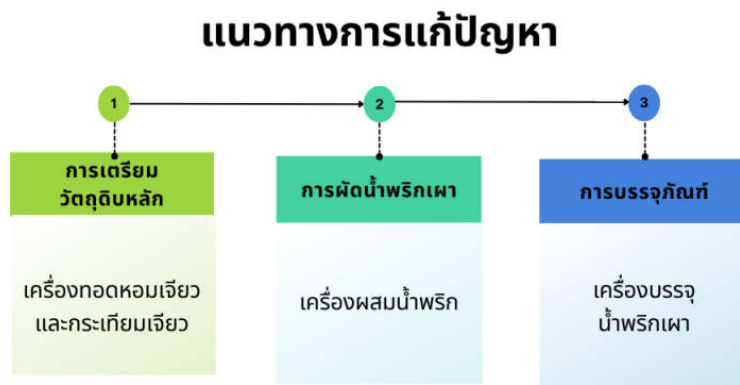 แนวทางการแก้ปัญหา
1
2
3
การเตรียม
วัตถุดิบหลัก
การผัดน้ำพริกเผา
การบรรจุภัณฑ์
เครื่องทอดหอมเจียว
และกระเทียมเจียว
เครื่องผสมน้ำพริก
เครื่องบรรจุ
น้ำพริกเผา